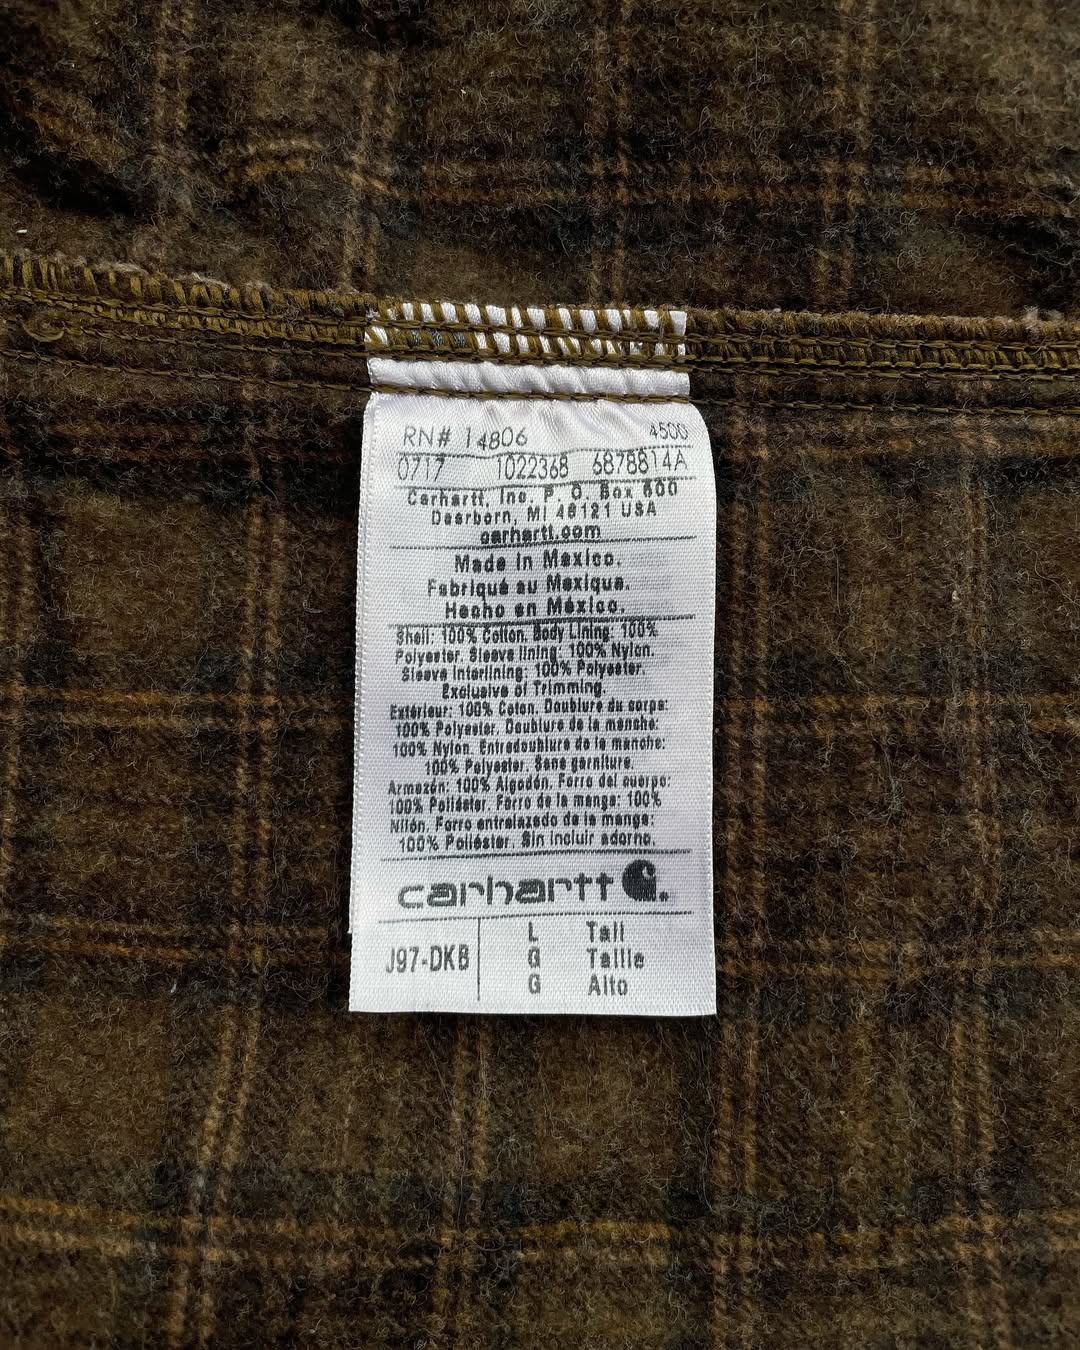 RN# 14806 4500
0717 1022368 6878814A
Carhartt, Inc. P. O. Box 600
Dearborn, MI 48121 USA
carhartt.com
Made in Mexico.
Fabriqué au Mexique.
Hecho en México.
Shell: 100% Cotton. Body Lining: 100%
Polyester. Sleeve lining: 100% Nylon.
Sleeve Interlining: 100% Polyester.
Exclusive of Trimming.
Extérieur: 100% Coton. Doublure du corps:
100% Polyester. Doublure de la manche:
100% Nylon. Entredoublure de la manche:
100% Polyester. Sans garniture.
Armazón: 100% Algodón. Forro del cuerpo:
100% Poliéster. Forro de la manga: 100%
Nilón. Forro entrelazado de la manga:
100% Poliéster. Sin incluir adorno.
carhartt
J97-DKB
L Tall
G Taille
G Alto